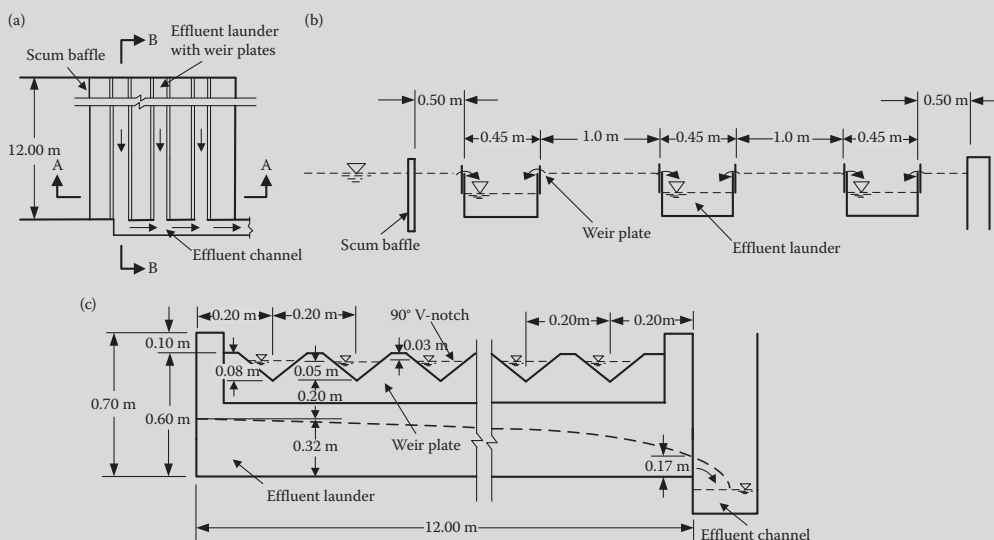 (a)
B
Effluent launder
with weir plates
Scum baffle
12.00 m
A
A
Effluent channel
B
(b)
0.50 m
0.50 m
0.45 m
1.0 m
0.45 m
1.0 m
0.45 m
Scum baffle
Weir plate
Effluent launder
(c)
0.20 m
0.20 m
90° V-notch
0.20 m
0.20m
0.10 m
0.03 m
0.08 m
0.05 m
0.20 m
0.70 m
0.60 m
0.32 m
Weir plate
0.17 m
Effluent launder
12.00 m
Effluent channel